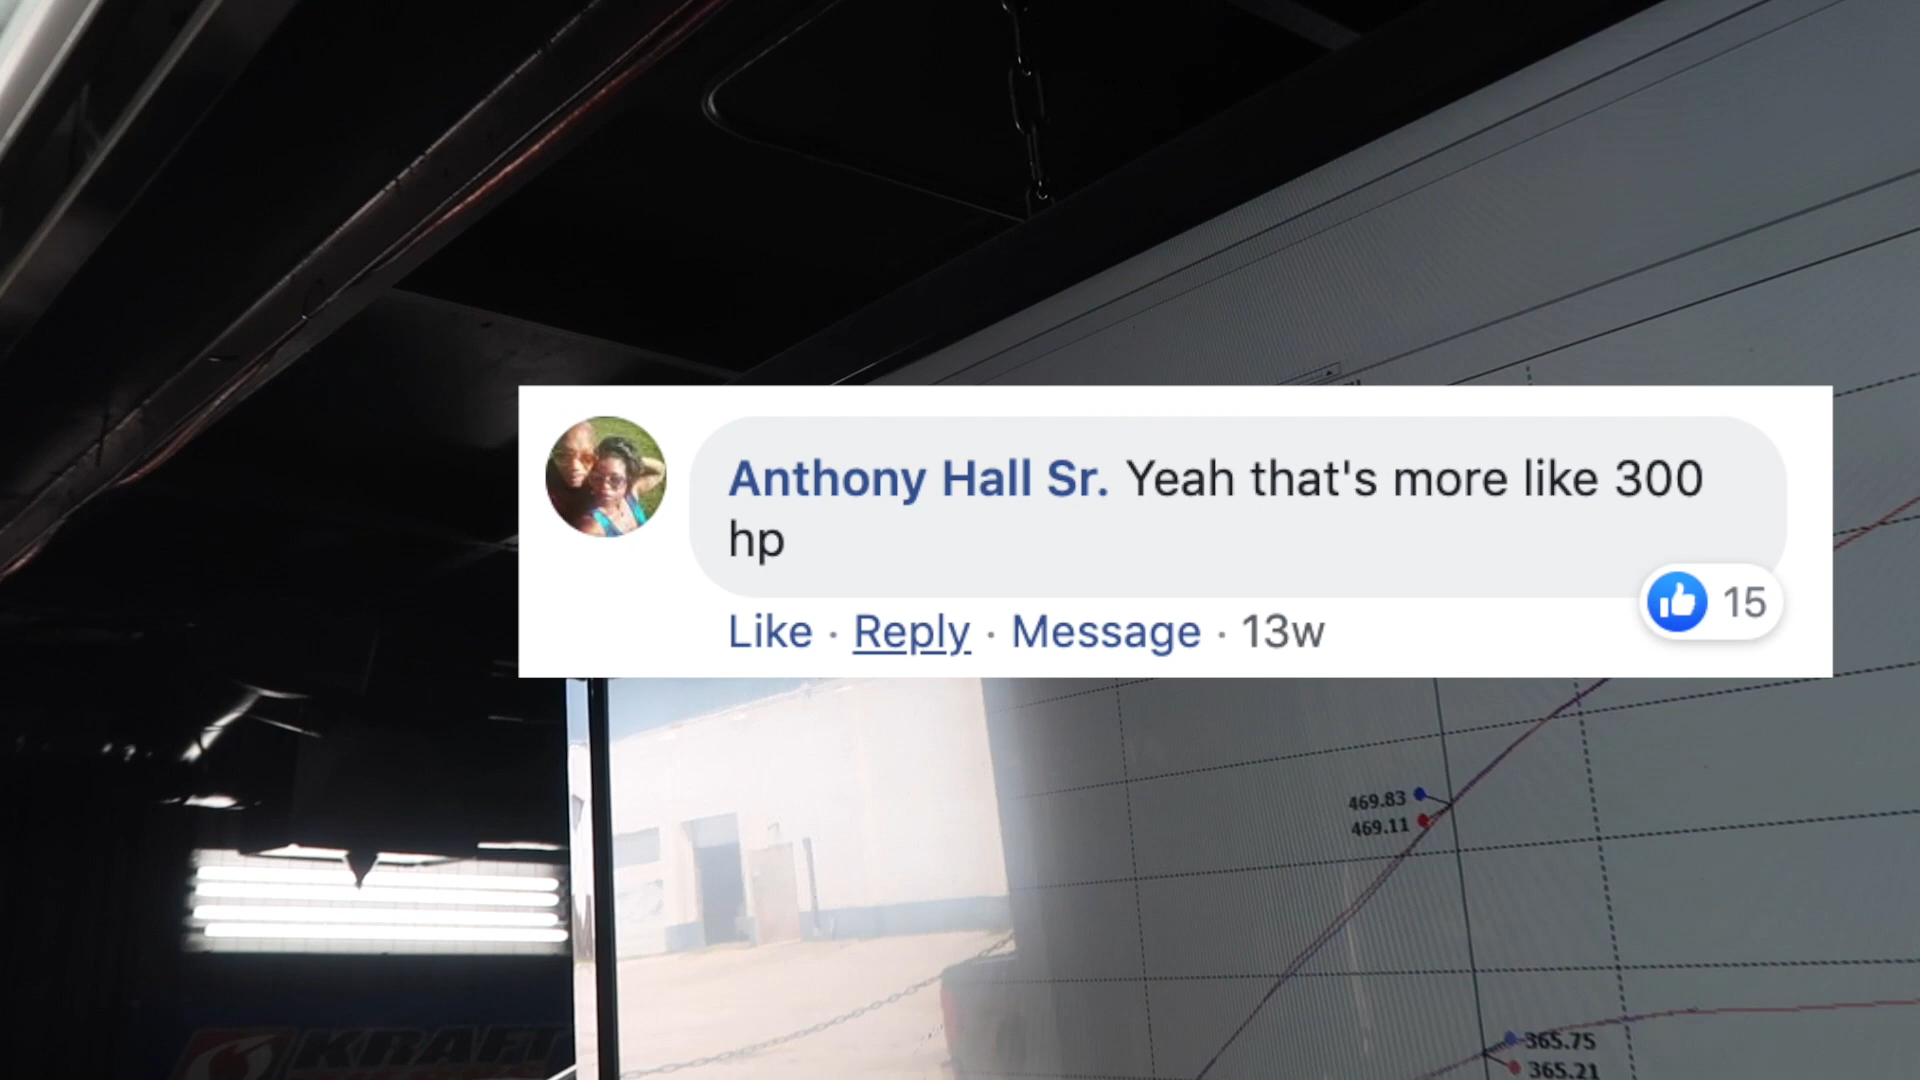 Anthony Hall Sr. Yeah that's more like 300
hp
15
Like · Reply · Message · 13w
469.83
469.11
365.75
365.21
KRAFT